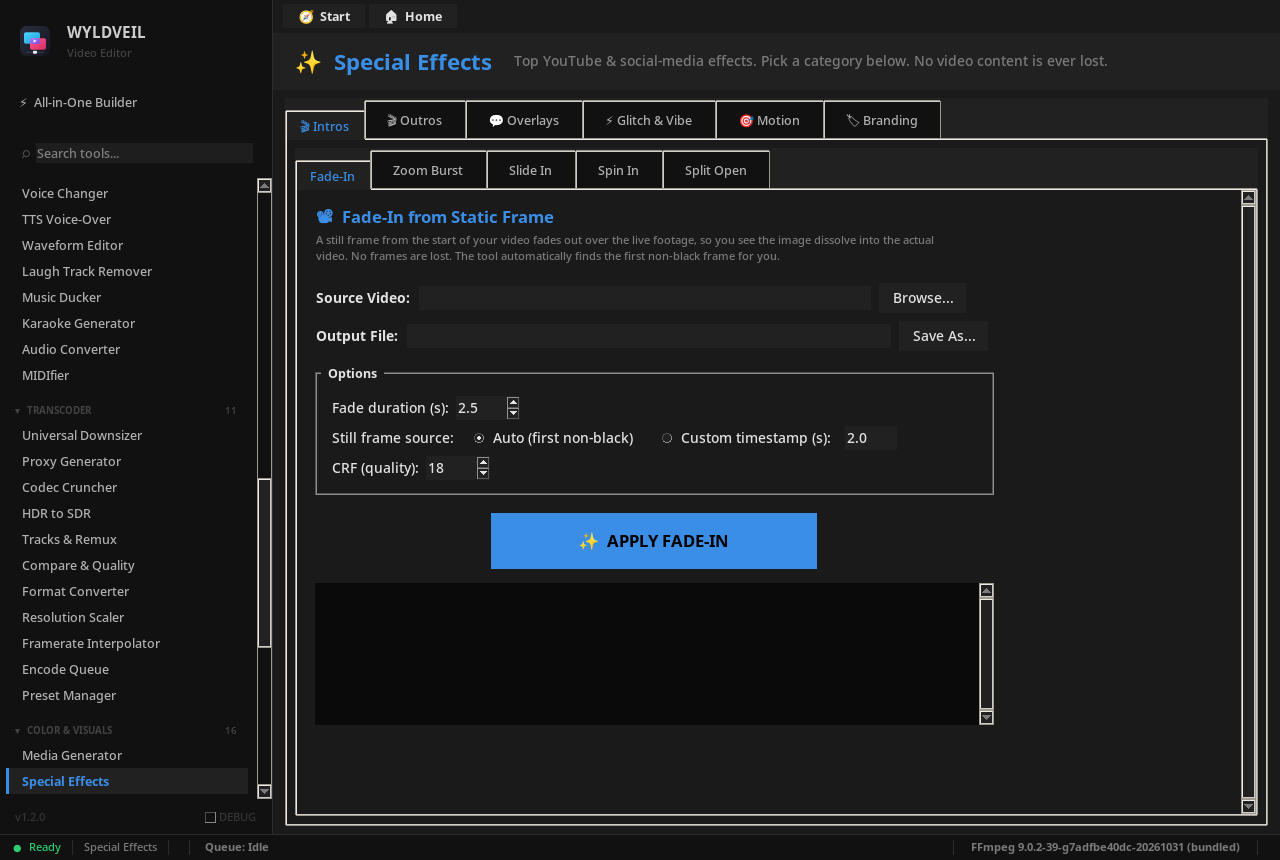 WYLDVEIL
Video Editor
⚡ All-in-One Builder
Search tools...
Voice Changer
TTS Voice-Over
Waveform Editor
Laugh Track Remover
Music Ducker
Karaoke Generator
Audio Converter
MIDIfier
▾ TRANSCODER 11
Universal Downsizer
Proxy Generator
Codec Cruncher
HDR to SDR
Tracks & Remux
Compare & Quality
Format Converter
Resolution Scaler
Framerate Interpolator
Encode Queue
Preset Manager
▾ COLOR & VISUALS 16
Media Generator
Special Effects
v1.2.0 DEBUG
🧭 Start 🏠 Home
✨ Special Effects Top YouTube & social-media effects. Pick a category below. No video content is ever lost.
🎬 Intros 🎬 Outros 💬 Overlays ⚡ Glitch & Vibe 🎯 Motion 🏷 Branding
Fade-In Zoom Burst Slide In Spin In Split Open
📽 Fade-In from Static Frame
A still frame from the start of your video fades out over the live footage, so you see the image dissolve into the actual
video. No frames are lost. The tool automatically finds the first non-black frame for you.
Source Video: Browse...
Output File: Save As...
Options
Fade duration (s): 2.5
Still frame source: Auto (first non-black) Custom timestamp (s): 2.0
CRF (quality): 18
✨ APPLY FADE-IN
● Ready Special Effects Queue: Idle FFmpeg 9.0.2-39-g7adfbe40dc-20261031 (bundled)